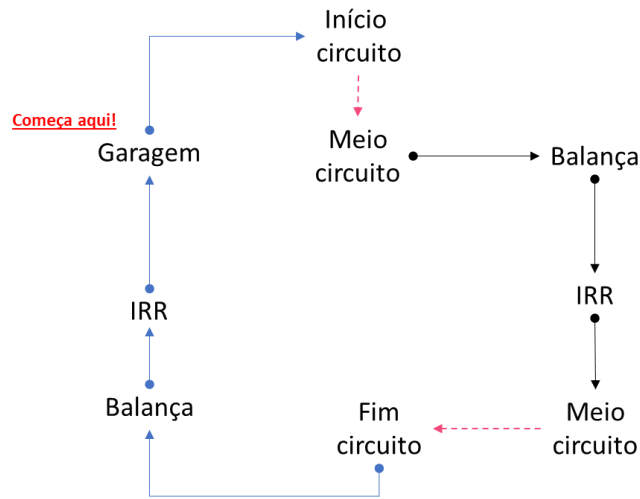 Início
circuito
Começa aqui!
Garagem
Meio
circuito
Balança
IRR
IRR
Balança
Fim
circuito
Meio
circuito